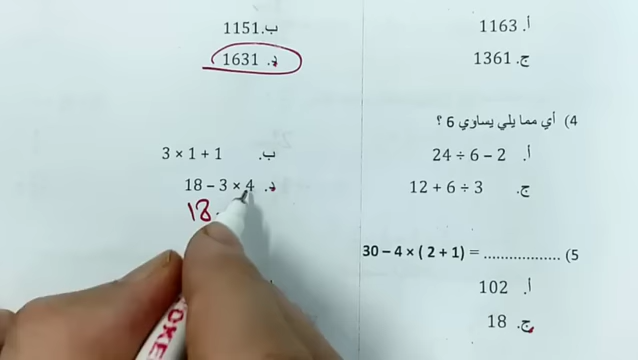 أ. 1163
ب. 1151
ج. 1361
د. 1631
4) أي مما يلي يساوي 6 ؟
أ. 24 ÷ 6 – 2
ب. 3 × 1 + 1
ج. 12 + 6 ÷ 3
د. 18 – 3 × 4
18
5) 30 – 4 × ( 2 + 1) = ..................
أ. 102
ج. 18
OKE